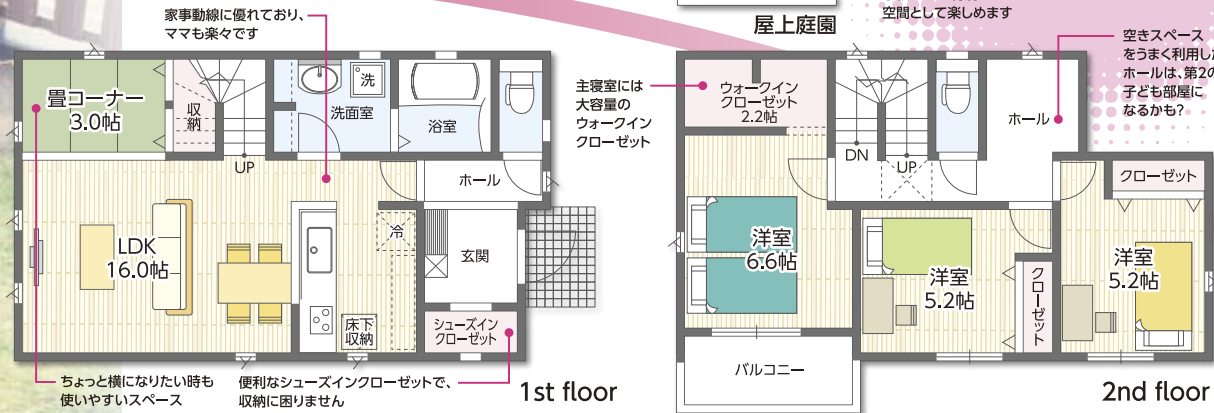 家事動線に優れており、
ママも楽々です
畳コーナー
3.0帖
収納
洗
洗面室
浴室
UP
ホール
LDK
16.0帖
冷
玄関
床下
収納
シューズイン
クローゼット
ちょっと横になりたい時も
使いやすいスペース
便利なシューズインクローゼットで、
収納に困りません
1st floor
空間として楽しめます
屋上庭園
主寝室には
大容量の
ウォークイン
クローゼット
ウォークイン
クローゼット
2.2帖
DN
UP
ホール
空きスペース
をうまく利用した
ホールは、第2の
子ども部屋に
なるかも?
クローゼット
洋室
6.6帖
洋室
5.2帖
クローゼット
洋室
5.2帖
バルコニー
2nd floor